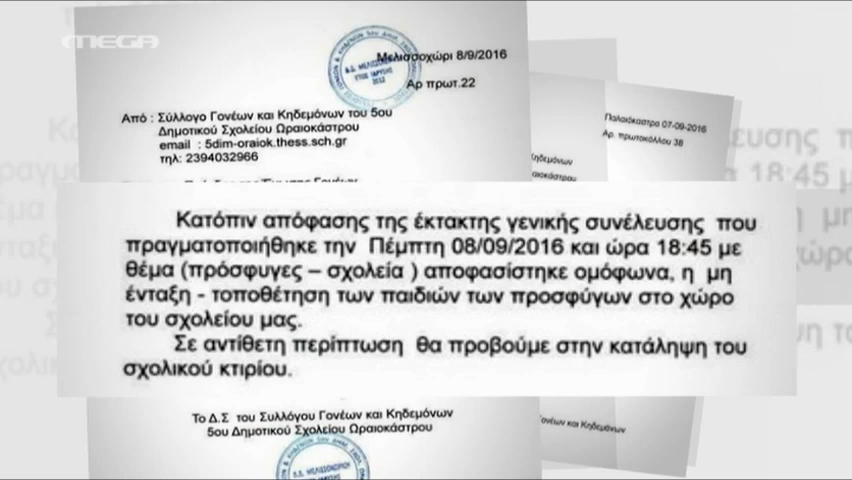 MEGA
Μελισσοχώρι 8/9/2016
Αρ πρωτ.22
Από : Σύλλογο Γονέων και Κηδεμόνων του 5ου
Δημοτικού Σχολείου Ωραιοκάστρου
email : 5dim-oraiok.thess.sch.gr
τηλ: 2394032966
Παλαιόκαστρο 07-09-2016
Αρ. πρωτοκόλλου 38
Κατόπιν απόφασης της έκτακτης γενικής συνέλευσης που
πραγματοποιήθηκε την Πέμπτη 08/09/2016 και ώρα 18:45 με
θέμα (πρόσφυγες – σχολεία ) αποφασίστηκε ομόφωνα, η μη
ένταξη - τοποθέτηση των παιδιών των προσφύγων στο χώρο
του σχολείου μας.
Σε αντίθετη περίπτωση θα προβούμε στην κατάληψη του
σχολικού κτιρίου.
Το Δ.Σ του Συλλόγου Γονέων και Κηδεμόνων
5ου Δημοτικού Σχολείου Ωραιοκάστρου
και Κηδεμόνων